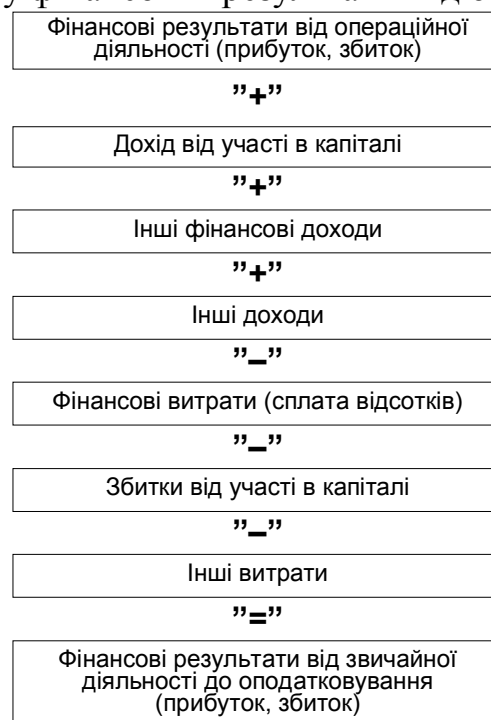 Фінансові результати від операційної
діяльності (прибуток, збиток)
”+”
Дохід від участі в капіталі
”+”
Інші фінансові доходи
”+”
Інші доходи
”–”
Фінансові витрати (сплата відсотків)
”–”
Збитки від участі в капіталі
”–”
Інші витрати
”=”
Фінансові результати від звичайної
діяльності до оподатковування
(прибуток, збиток)